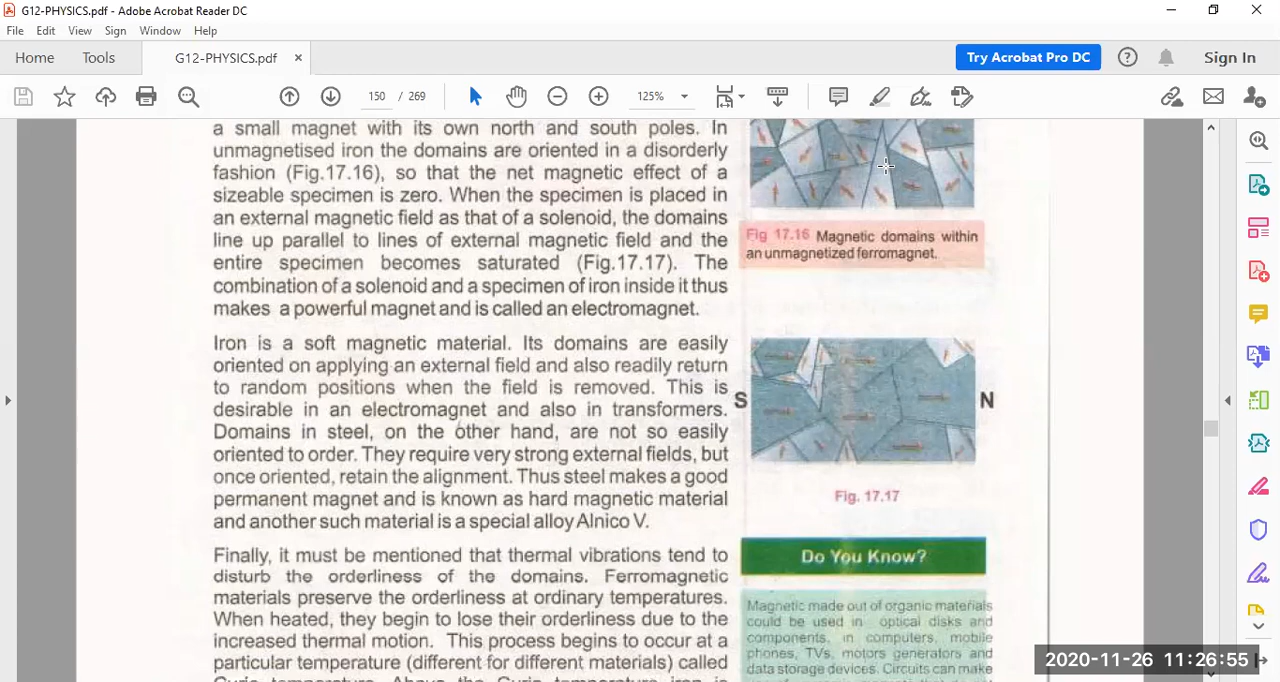 G12-PHYSICS.pdf - Adobe Acrobat Reader DC
File Edit View Sign Window Help
Home Tools G12-PHYSICS.pdf × Try Acrobat Pro DC Sign In
150 / 269 125%
a small magnet with its own north and south poles. In
unmagnetised iron the domains are oriented in a disorderly
fashion (Fig.17.16), so that the net magnetic effect of a
sizeable specimen is zero. When the specimen is placed in
an external magnetic field as that of a solenoid, the domains
line up parallel to lines of external magnetic field and the
entire specimen becomes saturated (Fig.17.17). The
combination of a solenoid and a specimen of iron inside it thus
makes a powerful magnet and is called an electromagnet.
Iron is a soft magnetic material. Its domains are easily
oriented on applying an external field and also readily return
to random positions when the field is removed. This is
desirable in an electromagnet and also in transformers.
Domains in steel, on the other hand, are not so easily
oriented to order. They require very strong external fields, but
once oriented, retain the alignment. Thus steel makes a good
permanent magnet and is known as hard magnetic material
and another such material is a special alloy Alnico V.
Finally, it must be mentioned that thermal vibrations tend to
disturb the orderliness of the domains. Ferromagnetic
materials preserve the orderliness at ordinary temperatures.
When heated, they begin to lose their orderliness due to the
increased thermal motion. This process begins to occur at a
particular temperature (different for different materials) called
Curie temperature. Above the Curie temperature iron is
Fig 17.16 Magnetic domains within
an unmagnetized ferromagnet.
S N
Fig. 17.17
Do You Know?
Magnetic made out of organic materials
could be used in optical disks and
components, in computers, mobile
phones, TVs, motors generators and
data storage devices. Circuits can make
2020-11-26 11:26:55